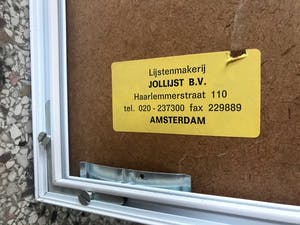 Lijstenmakerij
JOLLIJST B.V.
Haarlemmerstraat 110
tel. 020 - 237300 fax 229889
AMSTERDAM